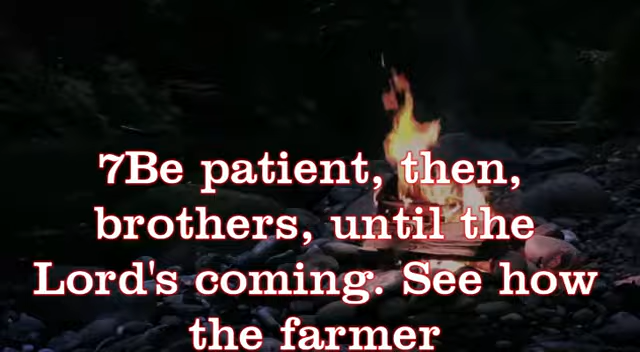 7Be patient, then,
brothers, until the
Lord's coming. See how
the farmer